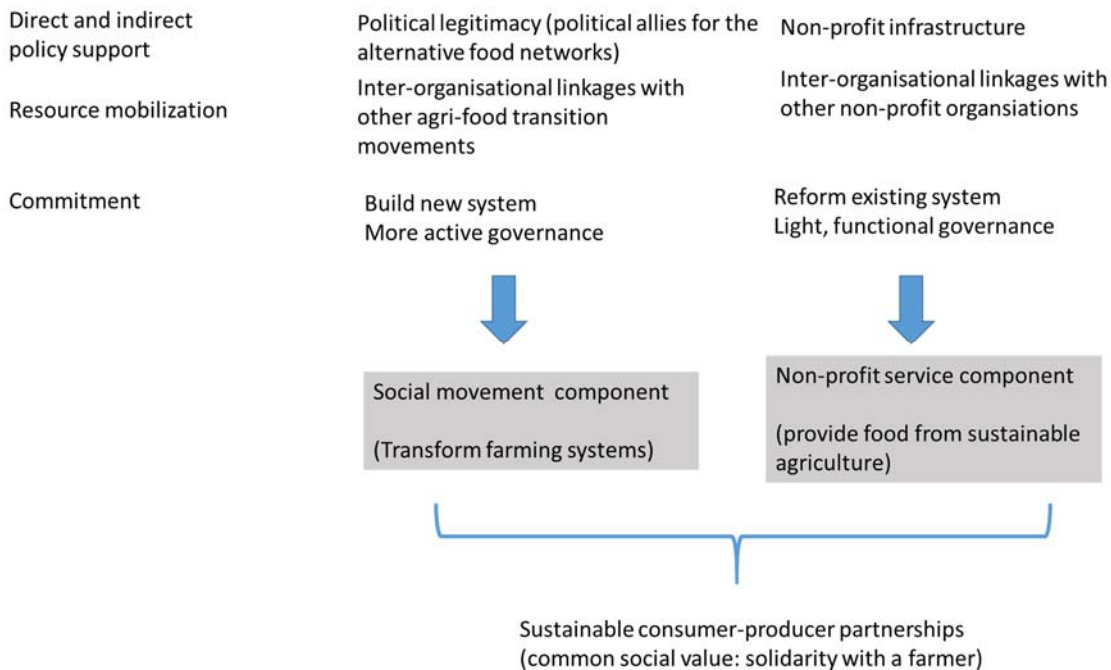 Direct and indirect
policy support
Political legitimacy (political allies for the
alternative food networks)
Non-profit infrastructure
Resource mobilization
Inter-organisational linkages with
other agri-food transition
movements
Inter-organisational linkages with
other non-profit organsiations
Commitment
Build new system
More active governance
Reform existing system
Light, functional governance
Social movement component
(Transform farming systems)
Non-profit service component
(provide food from sustainable
agriculture)
Sustainable consumer-producer partnerships
(common social value: solidarity with a farmer)